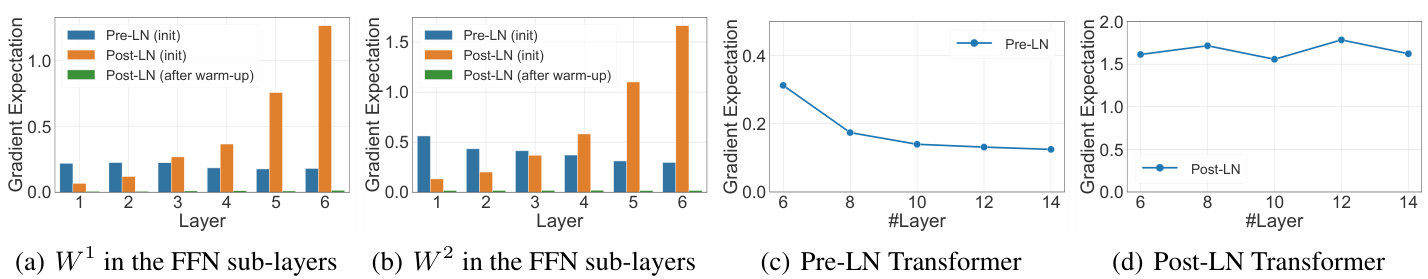 Gradient Expectation
1.0
0.5
0.0
Pre-LN (init)
Post-LN (init)
Post-LN (after warm-up)
1 2 3 4 5 6
Layer
(a) W¹ in the FFN sub-layers
Gradient Expectation
1.5
1.0
0.5
0.0
Pre-LN (init)
Post-LN (init)
Post-LN (after warm-up)
1 2 3 4 5 6
Layer
(b) W² in the FFN sub-layers
Gradient Expectation
0.4
0.2
0.0
Pre-LN
6 8 10 12 14
#Layer
(c) Pre-LN Transformer
Gradient Expectation
2.0
1.5
1.0
0.5
0.0
Post-LN
6 8 10 12 14
#Layer
(d) Post-LN Transformer